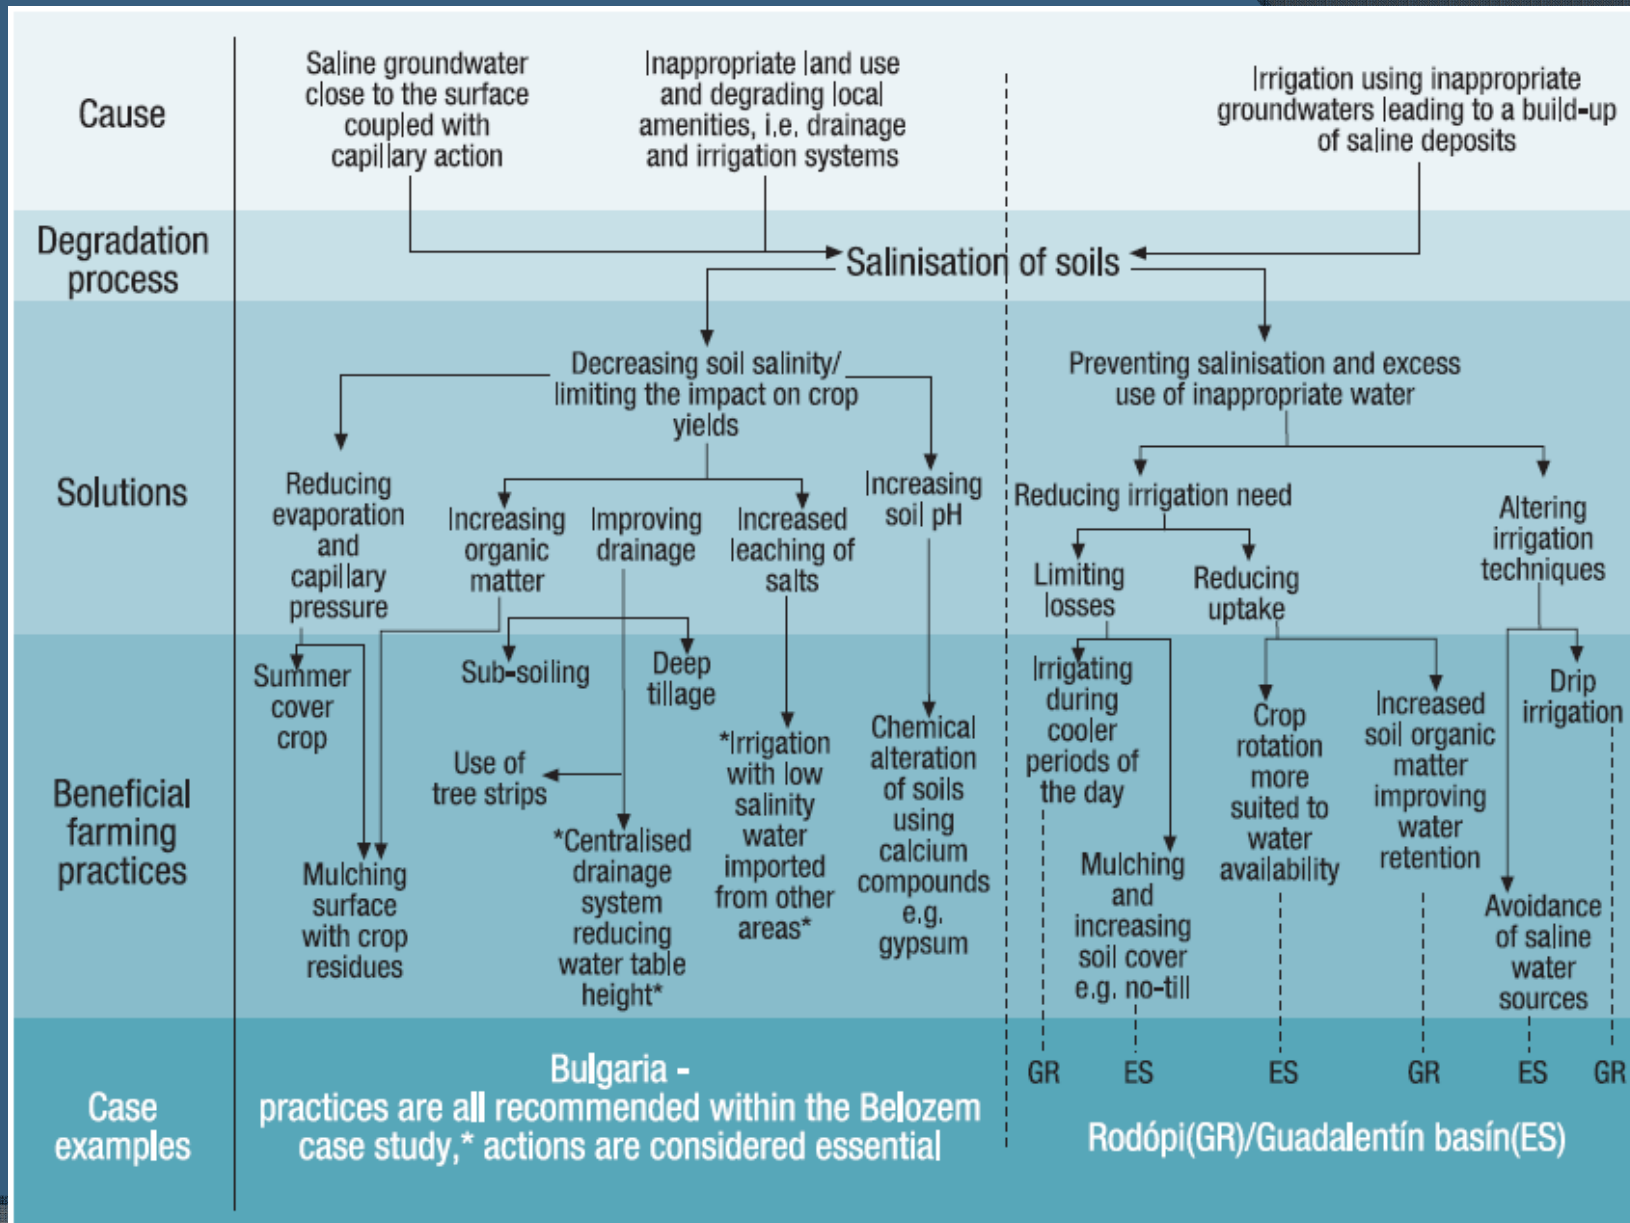 Cause
Saline groundwater
close to the surface
coupled with
capillary action
Inappropriate land use
and degrading local
amenities, i.e. drainage
and irrigation systems
Irrigation using inappropriate
groundwaters leading to a build-up
of saline deposits
Degradation
process
Salinisation of soils
Solutions
Decreasing soil salinity/
limiting the impact on crop
yields
Preventing salinisation and excess
use of inappropriate water
Reducing
evaporation
and
capillary
pressure
Increasing
organic
matter
Improving
drainage
Increased
leaching of
salts
Increasing
soil pH
Reducing irrigation need
Limiting
losses
Reducing
uptake
Altering
irrigation
techniques
Beneficial
farming
practices
Summer
cover
crop
Mulching
surface
with crop
residues
Sub-soiling
Deep
tillage
Use of
tree strips
*Centralised
drainage
system
reducing
water table
height*
*Irrigation
with low
salinity
water
imported
from other
areas*
Chemical
alteration
of soils
using
calcium
compounds
e.g.
gypsum
Irrigating
during
cooler
periods of
the day
Mulching
and
increasing
soil cover
e.g. no-till
Crop
rotation
more
suited to
water
availability
Increased
soil organic
matter
improving
water
retention
Avoidance
of saline
water
sources
Drip
irrigation
Case
examples
Bulgaria -
practices are all recommended within the Belozem
case study,* actions are considered essential
GR ES ES GR ES GR
Rodópi(GR)/Guadalentín basin(ES)